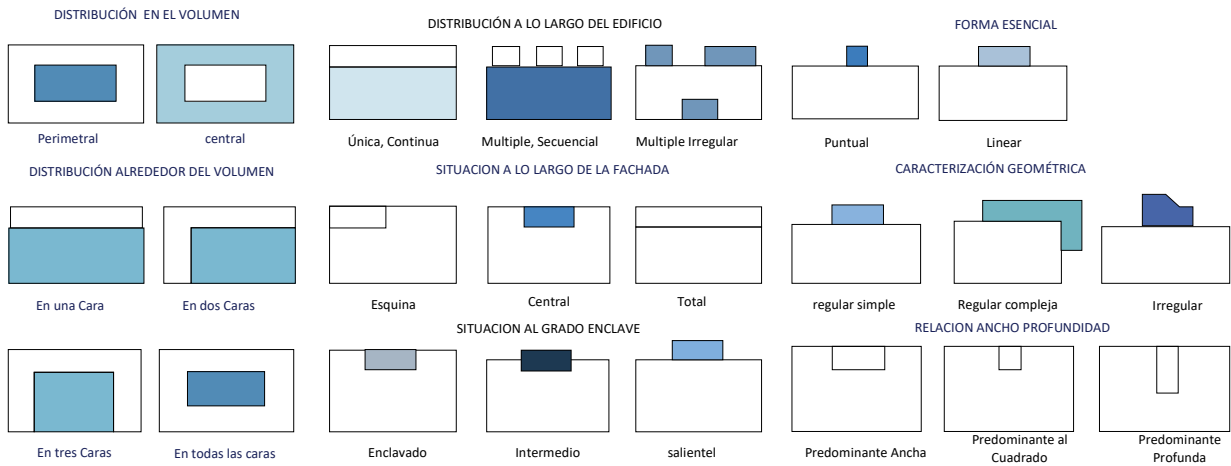 DISTRIBUCIÓN  EN EL VOLUMEN
DISTRIBUCIÓN A LO LARGO DEL EDIFICIO
FORMA ESENCIAL
Perimetral
central
Única, Continua
Multiple, Secuencial
Multiple Irregular
Puntual
Linear
DISTRIBUCIÓN ALREDEDOR DEL VOLUMEN
SITUACION A LO LARGO DE LA FACHADA
CARACTERIZACIÓN GEOMÉTRICA
En una Cara
En dos Caras
Esquina
Central
Total
regular simple
Regular compleja
Irregular
SITUACION AL GRADO ENCLAVE
RELACION ANCHO PROFUNDIDAD
En tres Caras
En todas las caras
Enclavado
Intermedio
salientel
Predominante Ancha
Predominante al
Cuadrado
Predominante
Profunda